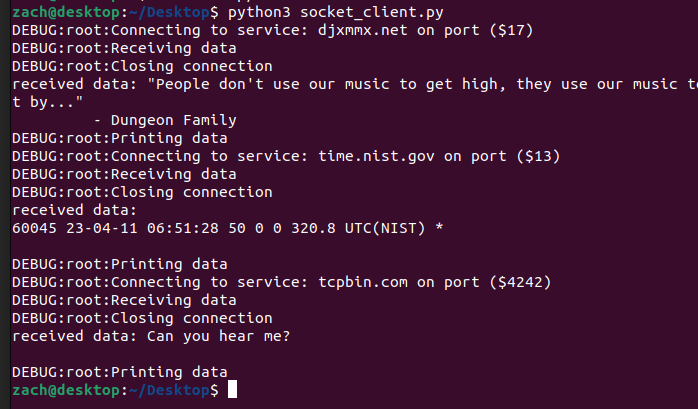 zach@desktop:~/Desktop$ python3 socket_client.py
DEBUG:root:Connecting to service: djxmmx.net on port ($17)
DEBUG:root:Receiving data
DEBUG:root:Closing connection
received data: "People don't use our music to get high, they use our music to
t by..."
- Dungeon Family
DEBUG:root:Printing data
DEBUG:root:Connecting to service: time.nist.gov on port ($13)
DEBUG:root:Receiving data
DEBUG:root:Closing connection
received data:
60045 23-04-11 06:51:28 50 0 0 320.8 UTC(NIST) *
DEBUG:root:Printing data
DEBUG:root:Connecting to service: tcpbin.com on port ($4242)
DEBUG:root:Receiving data
DEBUG:root:Closing connection
received data: Can you hear me?
DEBUG:root:Printing data
zach@desktop:~/Desktop$